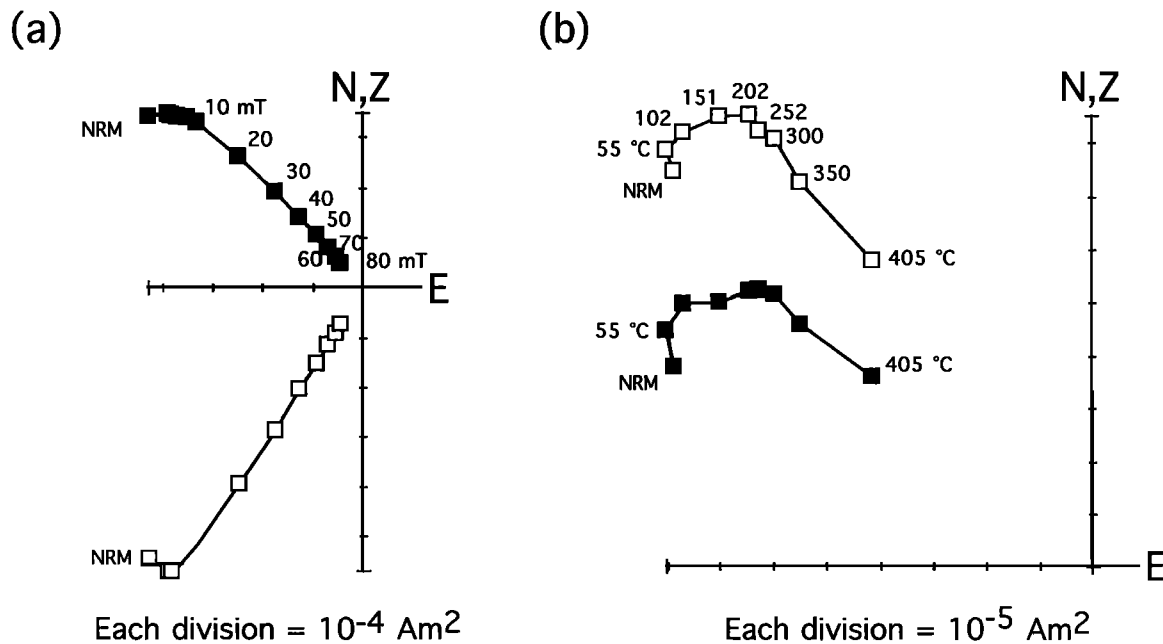 (a)
N,Z
NRM
10 mT
20
30
40
50
70
60
80 mT
E
NRM
Each division = 10-4 Am2
(b)
N,Z
202
151
252
102
300
55 °C
350
NRM
405 °C
55 °C
405 °C
NRM
E
Each division = 10-5 Am2